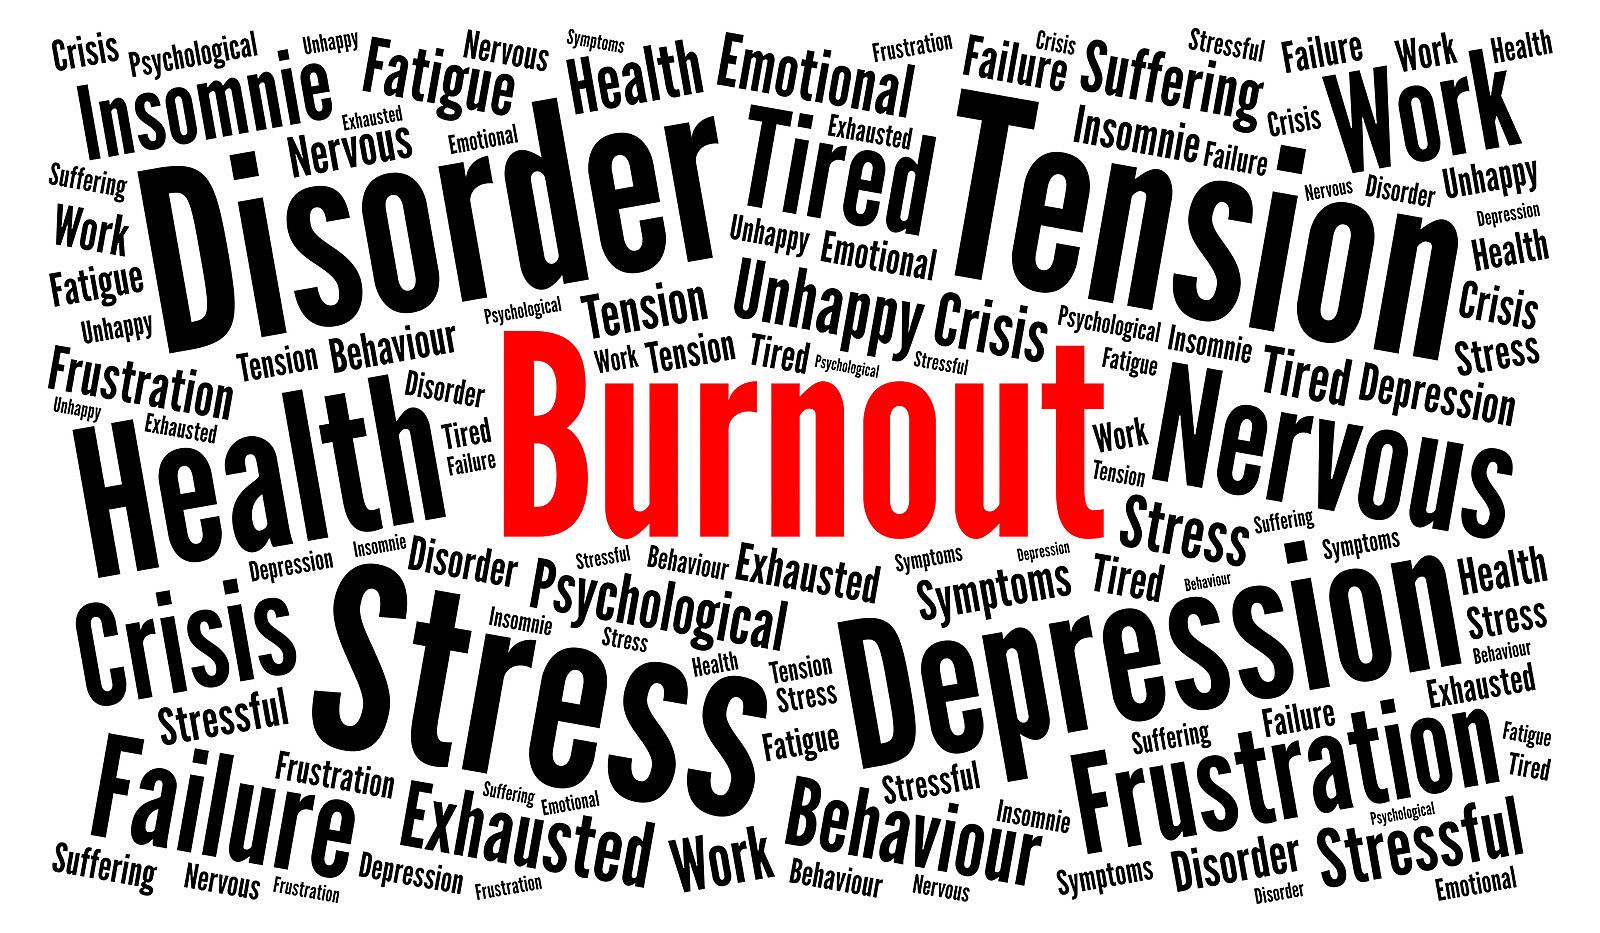 Crisis
Psychological
Unhappy
Fatigue
Nervous
Symptoms
Health
Emotional
Frustration
Failure
Crisis
Suffering
Stressful
Failure
Work
Health
Insomnie
Exhausted
Nervous
Emotional
Disorder
Tired
Exhausted
Tension
Insomnie
Failure
Crisis
Work
Suffering
Nervous
Disorder
Unhappy
Work
Unhappy
Emotional
Depression
Health
Fatigue
Unhappy
Psychological
Tension
Unhappy
Crisis
Psychological
Insomnie
Crisis
Stress
Frustration
Tension
Behaviour
Work
Tension
Tired
Psychological
Stressful
Fatigue
Tired
Depression
Unhappy
Exhausted
Health
Disorder
Tired
Failure
Burnout
Work
Tension
Nervous
Depression
Insomnie
Disorder
Stressful
Behaviour
Exhausted
Symptoms
Depression
Stress
Suffering
Symptoms
Crisis
Stress
Psychological
Insomnie
Stress
Health
Symptoms
Tired
Behaviour
Depression
Health
Stress
Behaviour
Stressful
Tension
Stress
Fatigue
Exhausted
Suffering
Failure
Frustration
Fatigue
Tired
Failure
Frustration
Exhausted
Suffering
Emotional
Stressful
Behaviour
Insomnie
Psychological
Stressful
Suffering
Nervous
Frustration
Depression
Frustration
Work
Behaviour
Nervous
Symptoms
Disorder
Disorder
Emotional